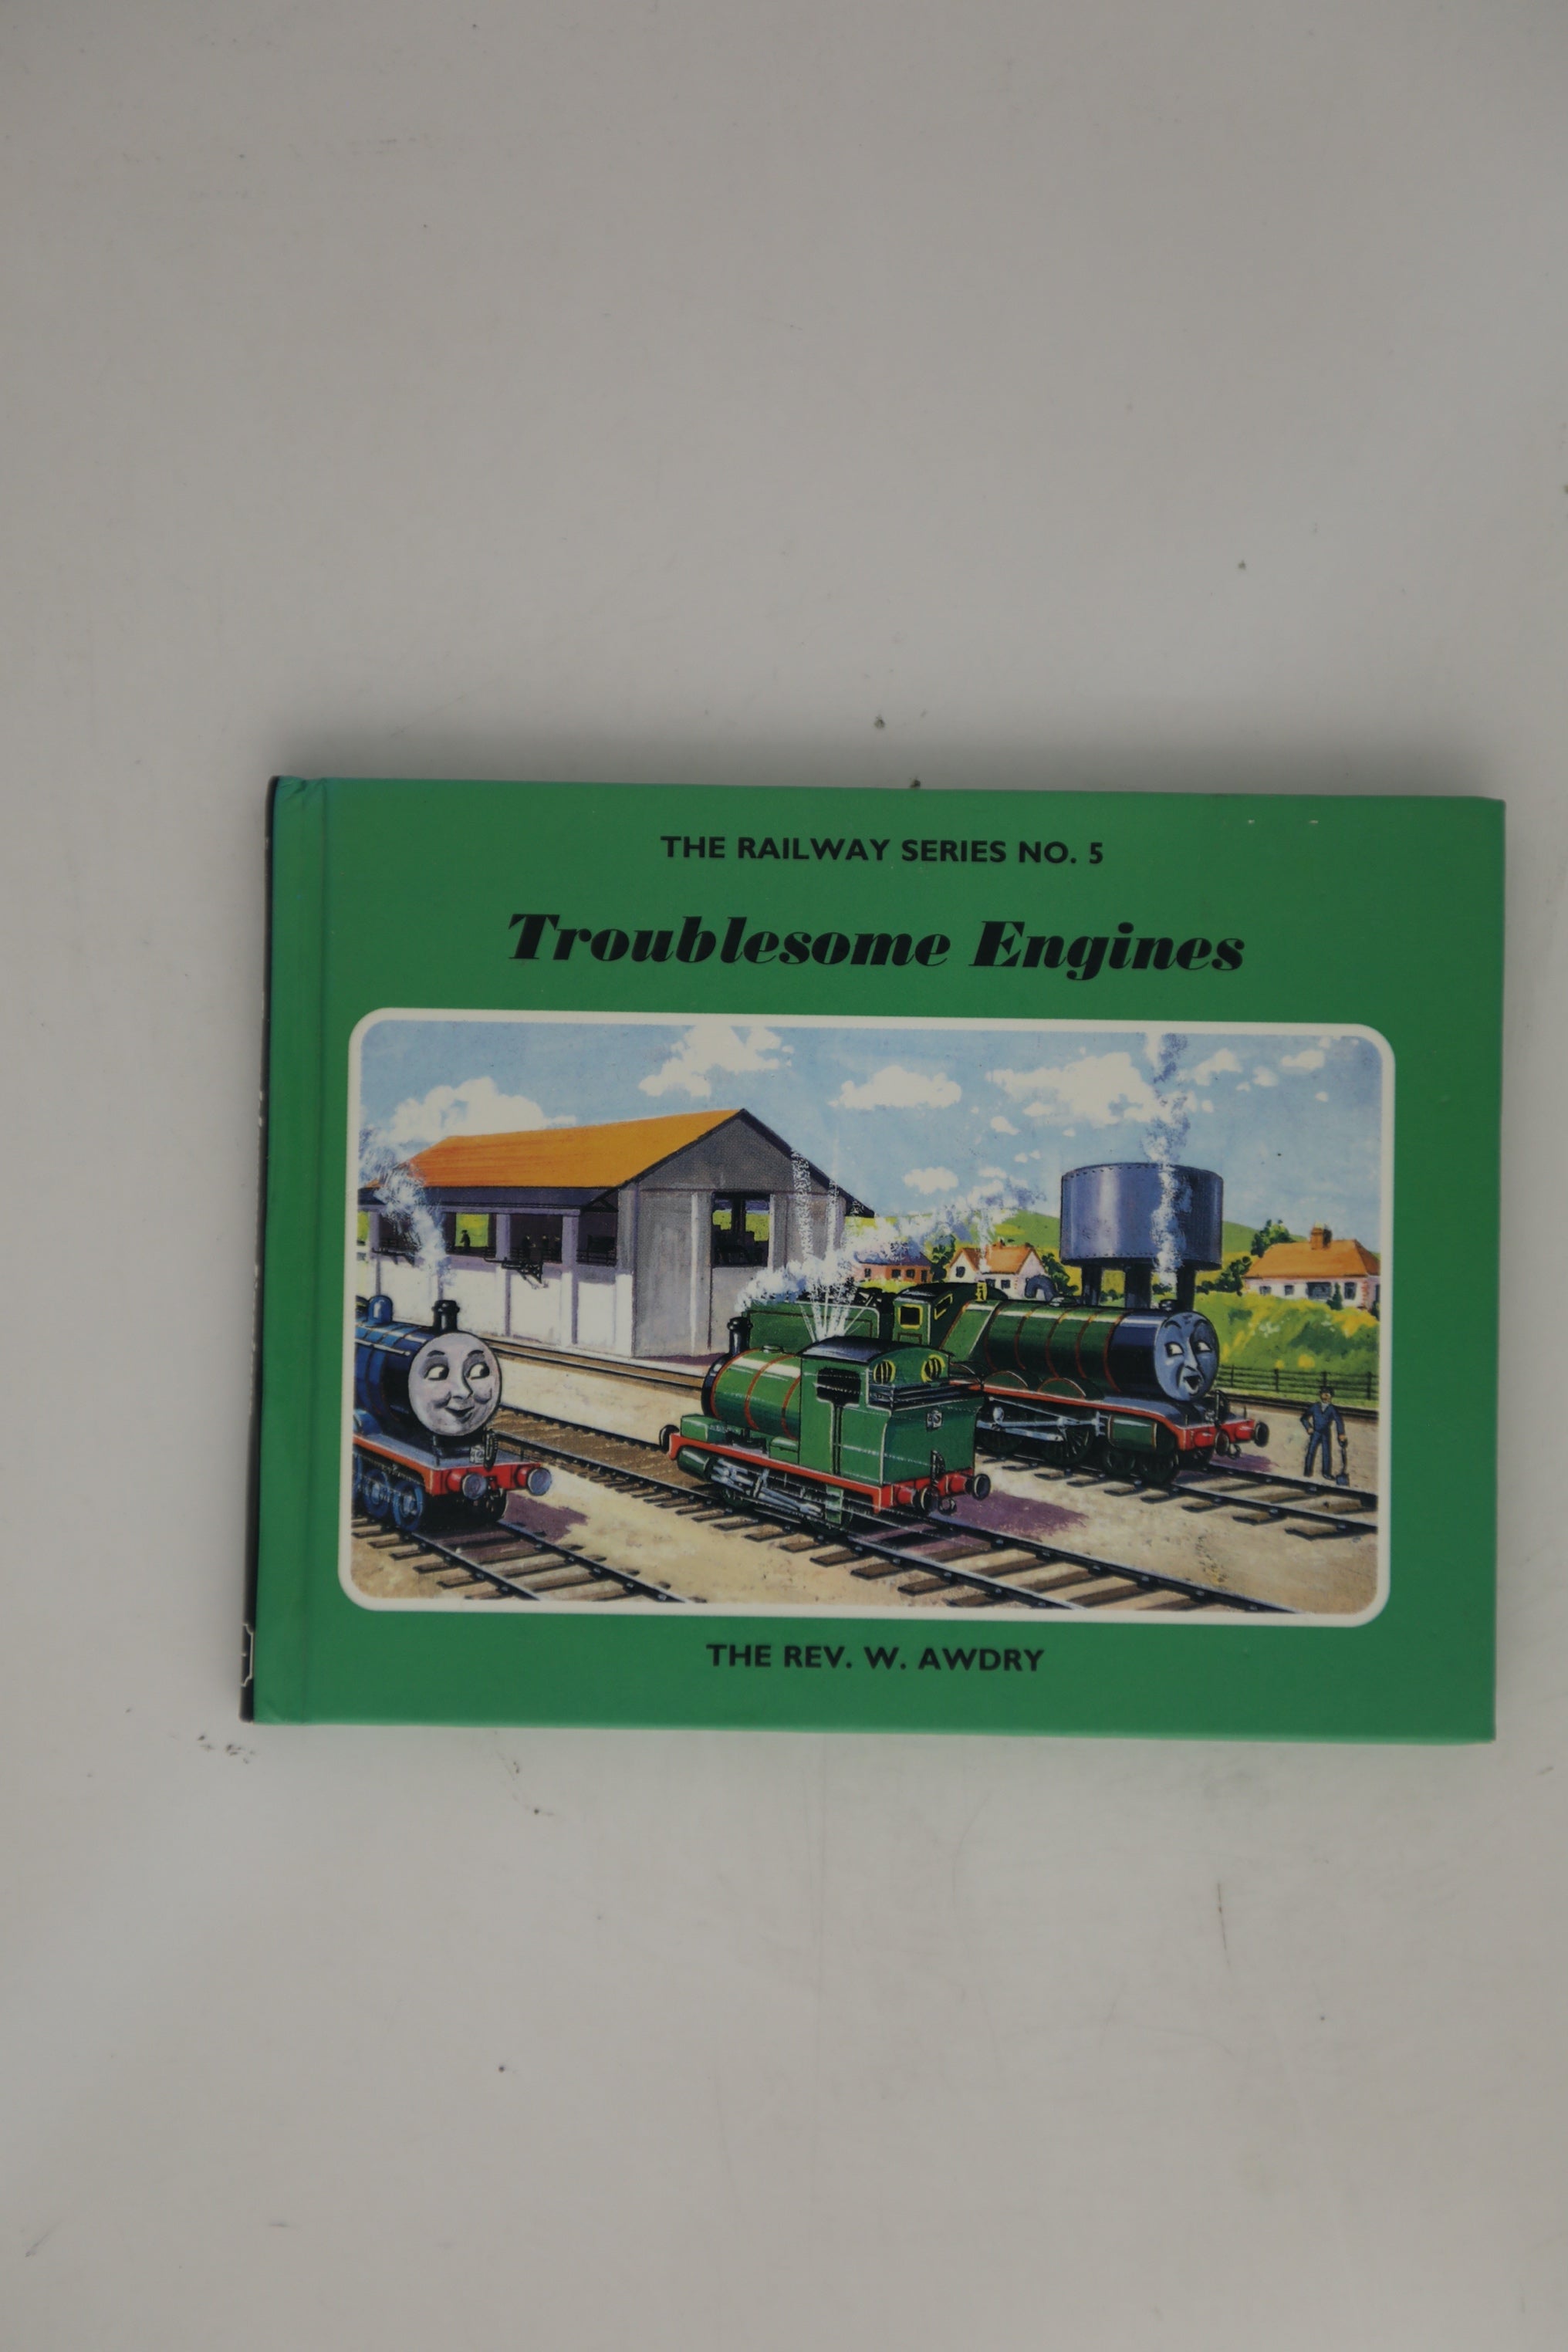 THE RAILWAY SERIES NO. 5
Troublesome Engines
THE REV. W. AWDRY